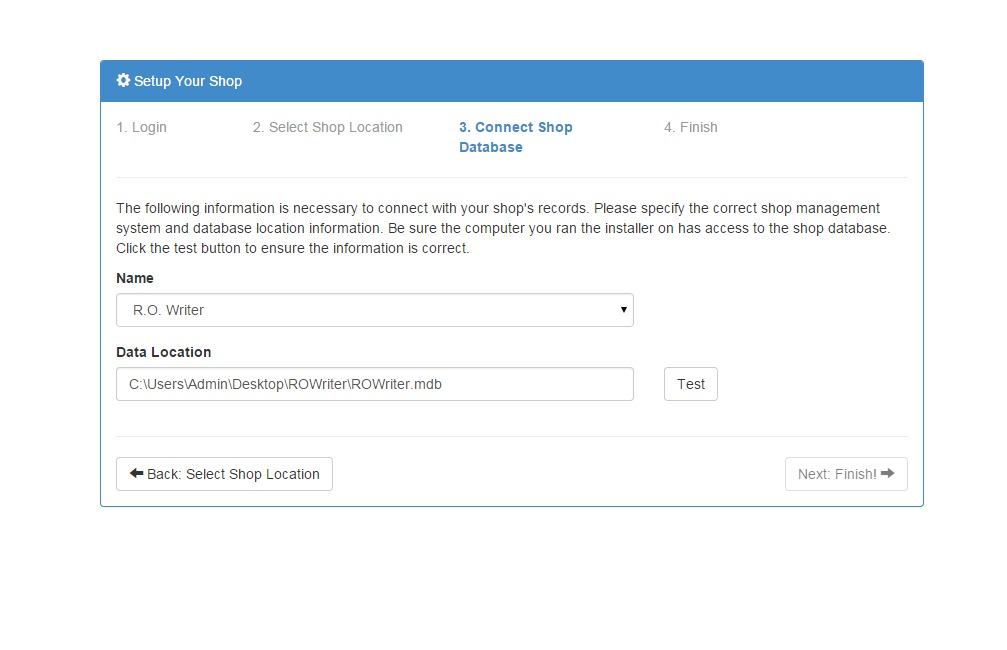 Setup Your Shop
1. Login
2. Select Shop Location
3. Connect Shop
Database
4. Finish
The following information is necessary to connect with your shop's records. Please specify the correct shop management
system and database location information. Be sure the computer you ran the installer on has access to the shop database.
Click the test button to ensure the information is correct.
Name
R.O. Writer
Data Location
C:\Users\Admin\Desktop\ROWriter\ROWriter.mdb
Test
Back: Select Shop Location
Next: Finish!